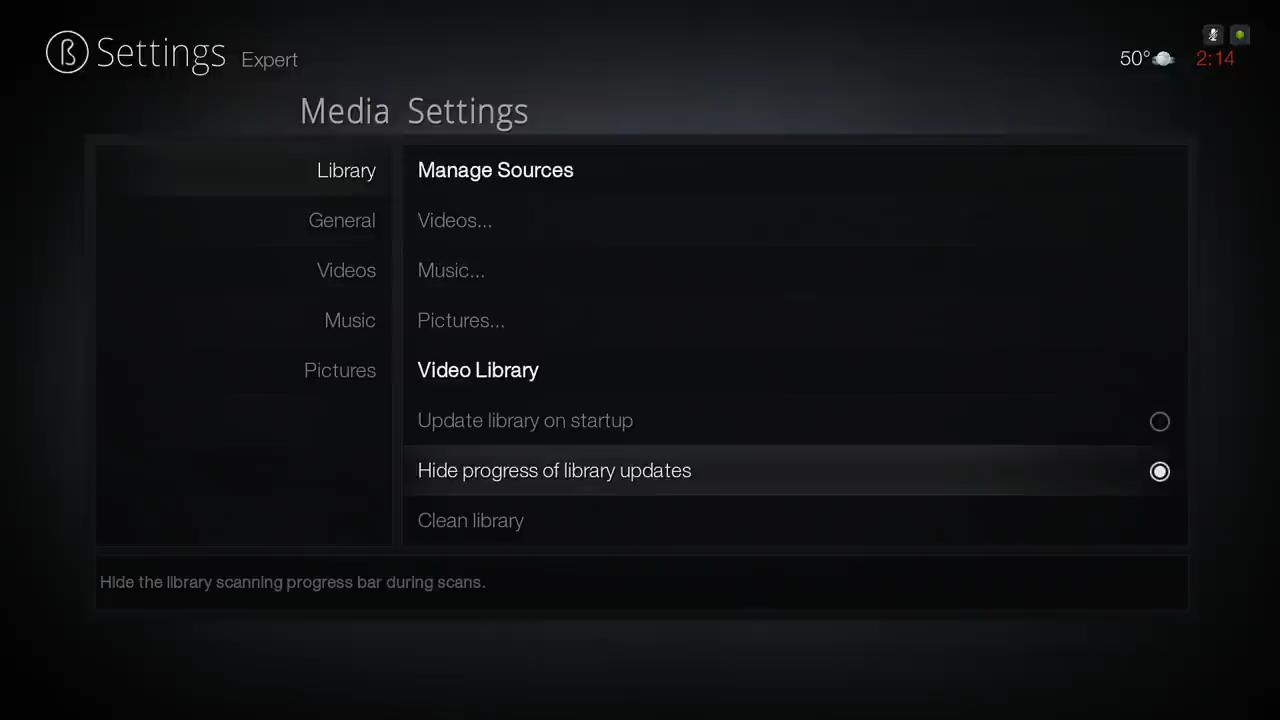 ß Settings Expert
50° 2:14
Media Settings
Library
General
Videos
Music
Pictures
Manage Sources
Videos...
Music...
Pictures...
Video Library
Update library on startup
Hide progress of library updates
Clean library
Hide the library scanning progress bar during scans.